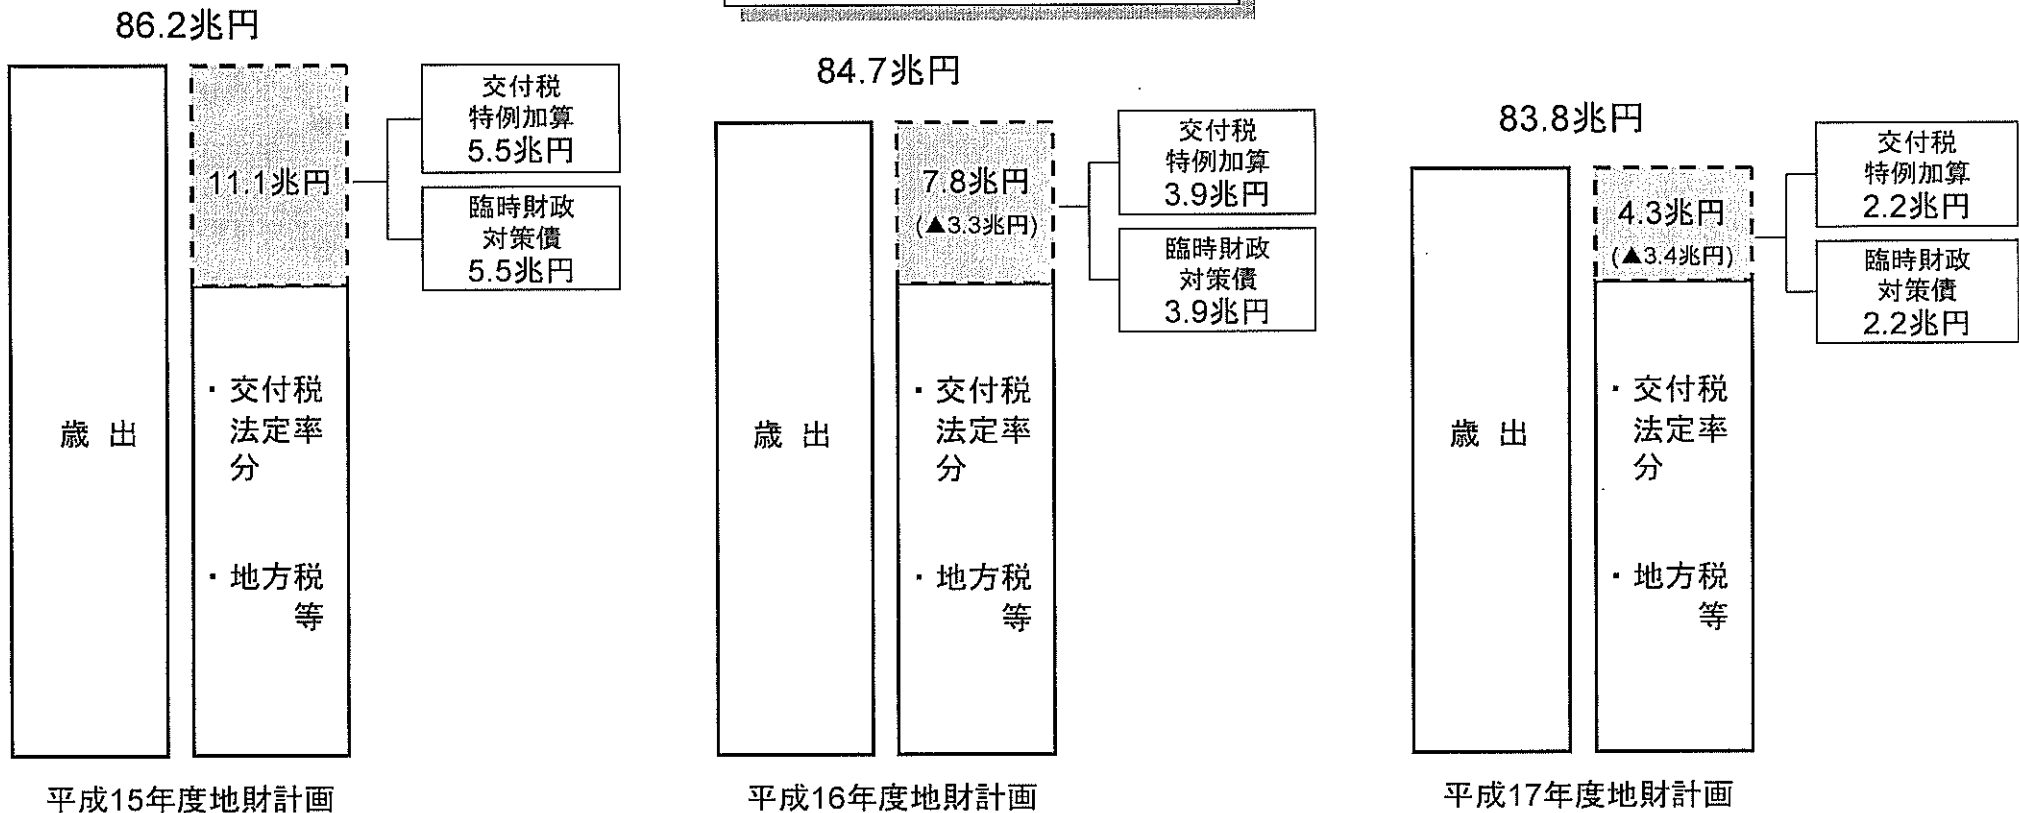 86.2兆円
歳 出
11.1兆円
・交付税
法定率
分
・地方税
等
交付税
特例加算
5.5兆円
臨時財政
対策債
5.5兆円
平成15年度地財計画
84.7兆円
歳 出
7.8兆円
(▲3.3兆円)
・交付税
法定率
分
・地方税
等
交付税
特例加算
3.9兆円
臨時財政
対策債
3.9兆円
平成16年度地財計画
83.8兆円
歳 出
4.3兆円
(▲3.4兆円)
・交付税
法定率
分
・地方税
等
交付税
特例加算
2.2兆円
臨時財政
対策債
2.2兆円
平成17年度地財計画